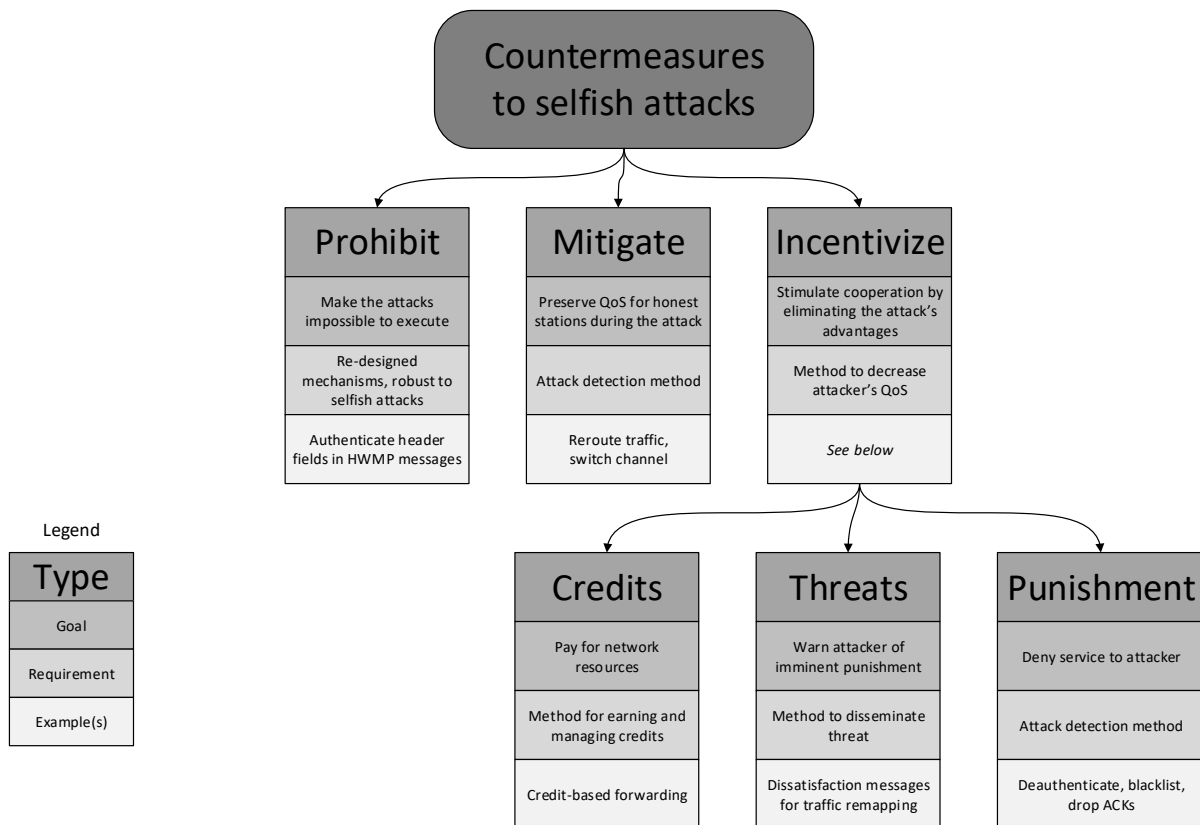 Countermeasures
to selfish attacks
Prohibit
Make the attacks
impossible to execute
Re-designed
mechanisms, robust to
selfish attacks
Authenticate header
fields in HWMP messages
Mitigate
Preserve QoS for honest
stations during the attack
Attack detection method
Reroute traffic,
switch channel
Incentivize
Stimulate cooperation by
eliminating the attack’s
advantages
Method to decrease
attacker’s QoS
See below
Legend
Type
Goal
Requirement
Example(s)
Credits
Pay for network
resources
Method for earning and
managing credits
Credit-based forwarding
Threats
Warn attacker of
imminent punishment
Method to disseminate
threat
Dissatisfaction messages
for traffic remapping
Punishment
Deny service to attacker
Attack detection method
Deauthenticate, blacklist,
drop ACKs